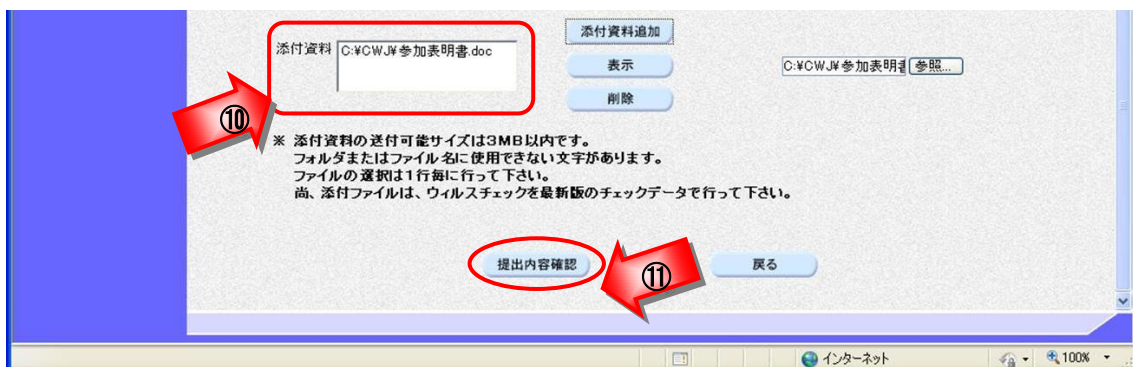 添付資料追加
添付資料 C:¥CWJ¥参加表明書.doc
表示
C:¥CWJ¥参加表明書 参照...
削除
⑩
※ 添付資料の送付可能サイズは3MB以内です。
フォルダまたはファイル名に使用できない文字があります。
ファイルの選択は1行毎に行って下さい。
尚、添付ファイルは、ウィルスチェックを最新版のチェックデータで行って下さい。
提出内容確認
⑪
戻る
インターネット
100%